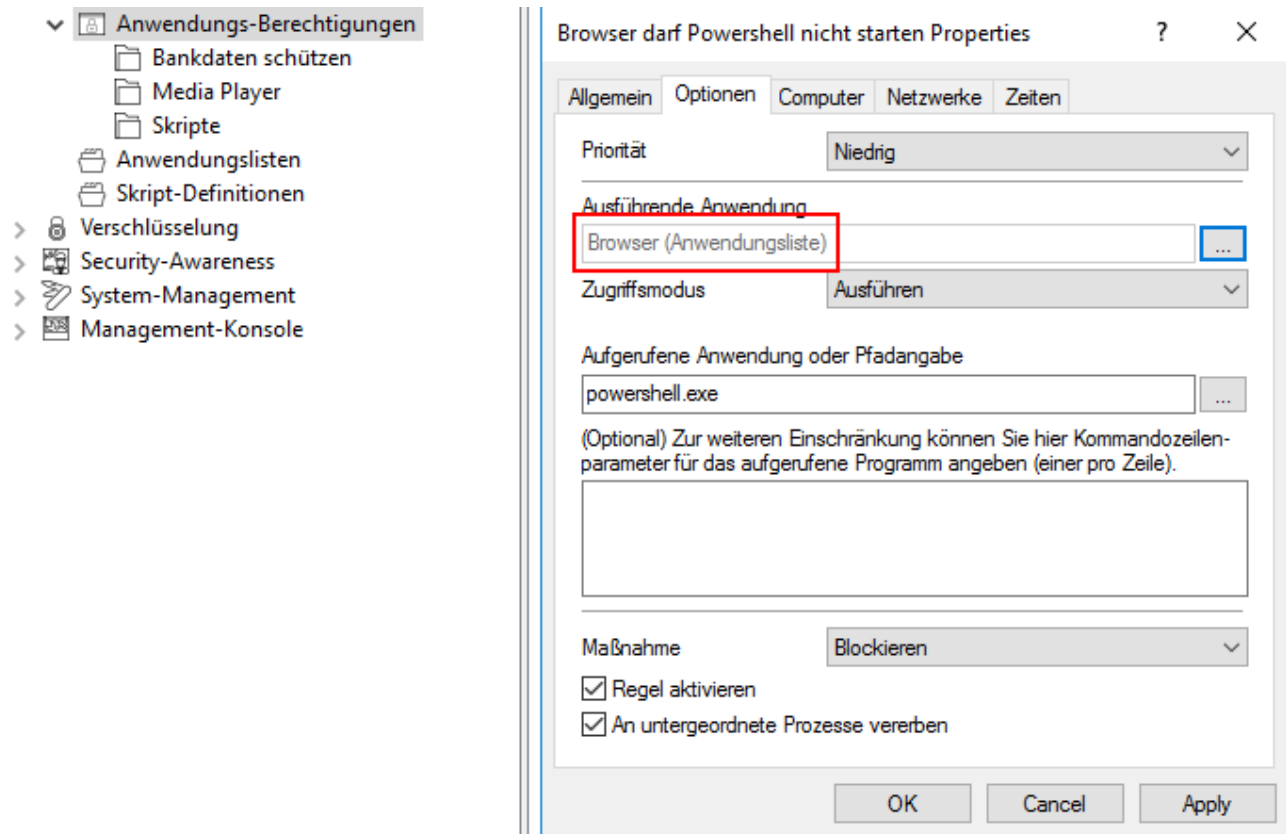 Anwendungs-Berechtigungen
Bankdaten schützen
Media Player
Skripte
Anwendungslisten
Skript-Definitionen
Verschlüsselung
Security-Awareness
System-Management
Management-Konsole
Browser darf Powershell nicht starten Properties
Allgemein Optionen Computer Netzwerke Zeiten
Priorität Niedrig
Ausführende Anwendung
Browser (Anwendungsliste) ...
Zugriffsmodus Ausführen
Aufgerufene Anwendung oder Pfadangabe
powershell.exe ...
(Optional) Zur weiteren Einschränkung können Sie hier Kommandozeilen-
parameter für das aufgerufene Programm angeben (einer pro Zeile).
Maßnahme Blockieren
Regel aktivieren
An untergeordnete Prozesse vererben
OK Cancel Apply